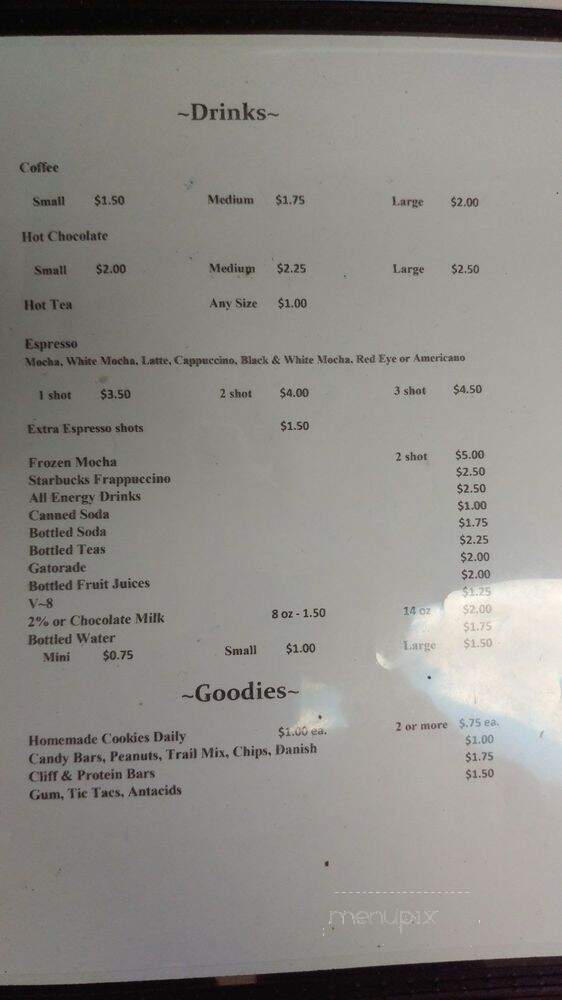 ~Drinks~
Coffee
Small $1.50 Medium $1.75 Large $2.00
Hot Chocolate
Small $2.00 Medium $2.25 Large $2.50
Hot Tea Any Size $1.00
Espresso
Mocha, White Mocha, Latte, Cappuccino, Black & White Mocha, Red Eye or Americano
1 shot $3.50 2 shot $4.00 3 shot $4.50
Extra Espresso shots $1.50
Frozen Mocha 2 shot $5.00
Starbucks Frappuccino $2.50
All Energy Drinks $2.50
Canned Soda $1.00
Bottled Soda $1.75
Bottled Teas $2.25
Gatorade $2.00
Bottled Fruit Juices $2.00
V~8 $1.25
2% or Chocolate Milk 8 oz - 1.50 14 oz $2.00
Bottled Water $1.75
Mini $0.75 Small $1.00 Large $1.50
~Goodies~
Homemade Cookies Daily $1.00 ea. 2 or more $.75 ea.
Candy Bars, Peanuts, Trail Mix, Chips, Danish $1.00
Cliff & Protein Bars $1.75
Gum, Tic Tacs, Antacids $1.50
menupix